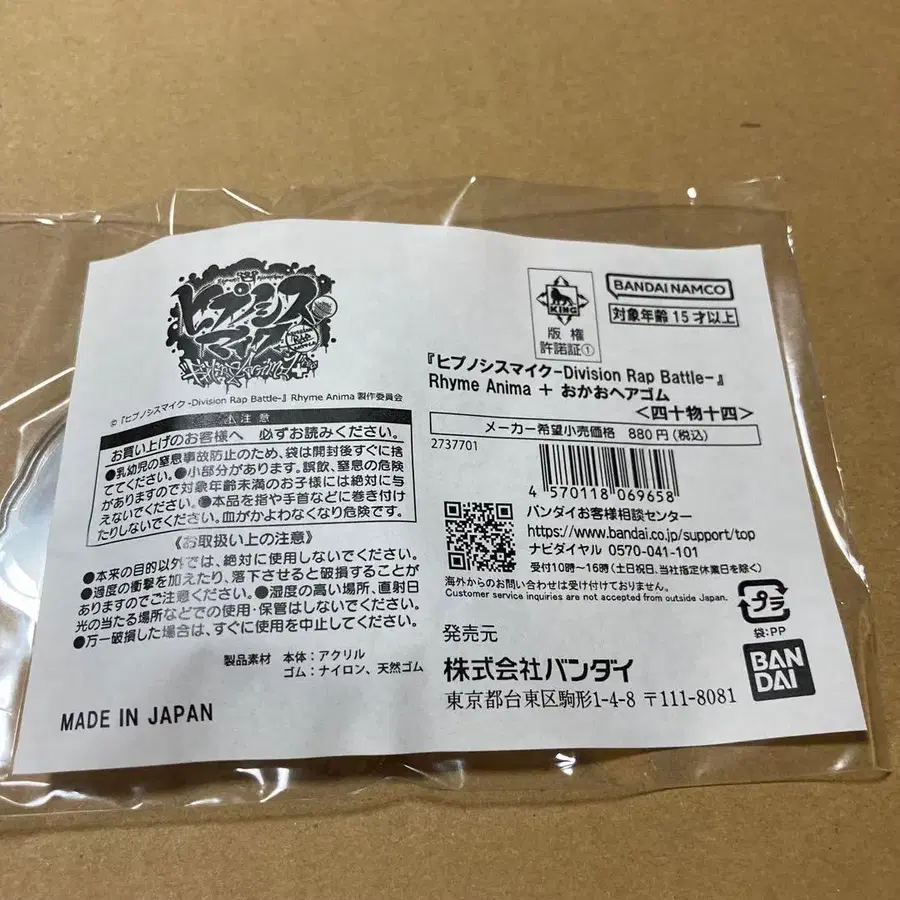 ヒプノシス
マイク
©『ヒプノシスマイク -Division Rap Battle-』Rhyme Anima 製作委員会
⚠注意
お買い上げのお客様へ 必ずお読みください。
●乳幼児の窒息事故防止のため、袋は開封後すぐに捨
ててください。●小部分があります。誤飲、窒息の危険
がありますので対象年齢未満のお子様には絶対に与
えないでください。●本品を指や手首などに巻き付け
たりしないでください。血がかよわなくなり危険です。
《お取扱い上の注意》
●本来の目的以外では、絶対に使用しないでください。
●過度の衝撃を加えたり、落下させると破損することが
ありますのでご注意ください。●湿度の高い場所、直射日
光の当たる場所などでの使用・保管はしないでください。
●万一破損した場合は、すぐに使用を中止してください。
製品素材 本体:アクリル
ゴム:ナイロン、天然ゴム
MADE IN JAPAN
KING
版権
許諾証①
BANDAI NAMCO
対象年齢 15才以上
『ヒプノシスマイク-Division Rap Battle-』
Rhyme Anima + おかおヘアゴム
<四十物十四>
メーカー希望小売価格 880円(税込)
2737701
4 570118 069658
バンダイお客様相談センター
https://www.bandai.co.jp/support/top
ナビダイヤル 0570-041-101
受付10時~16時(土日祝日、当社指定休業日を除く)
海外からのお問い合わせは受け付けておりません。
Customer service inquiries are not accepted from outside Japan.
プラ
袋:PP
発売元
株式会社バンダイ
東京都台東区駒形1-4-8 〒111-8081
BAN
DAI